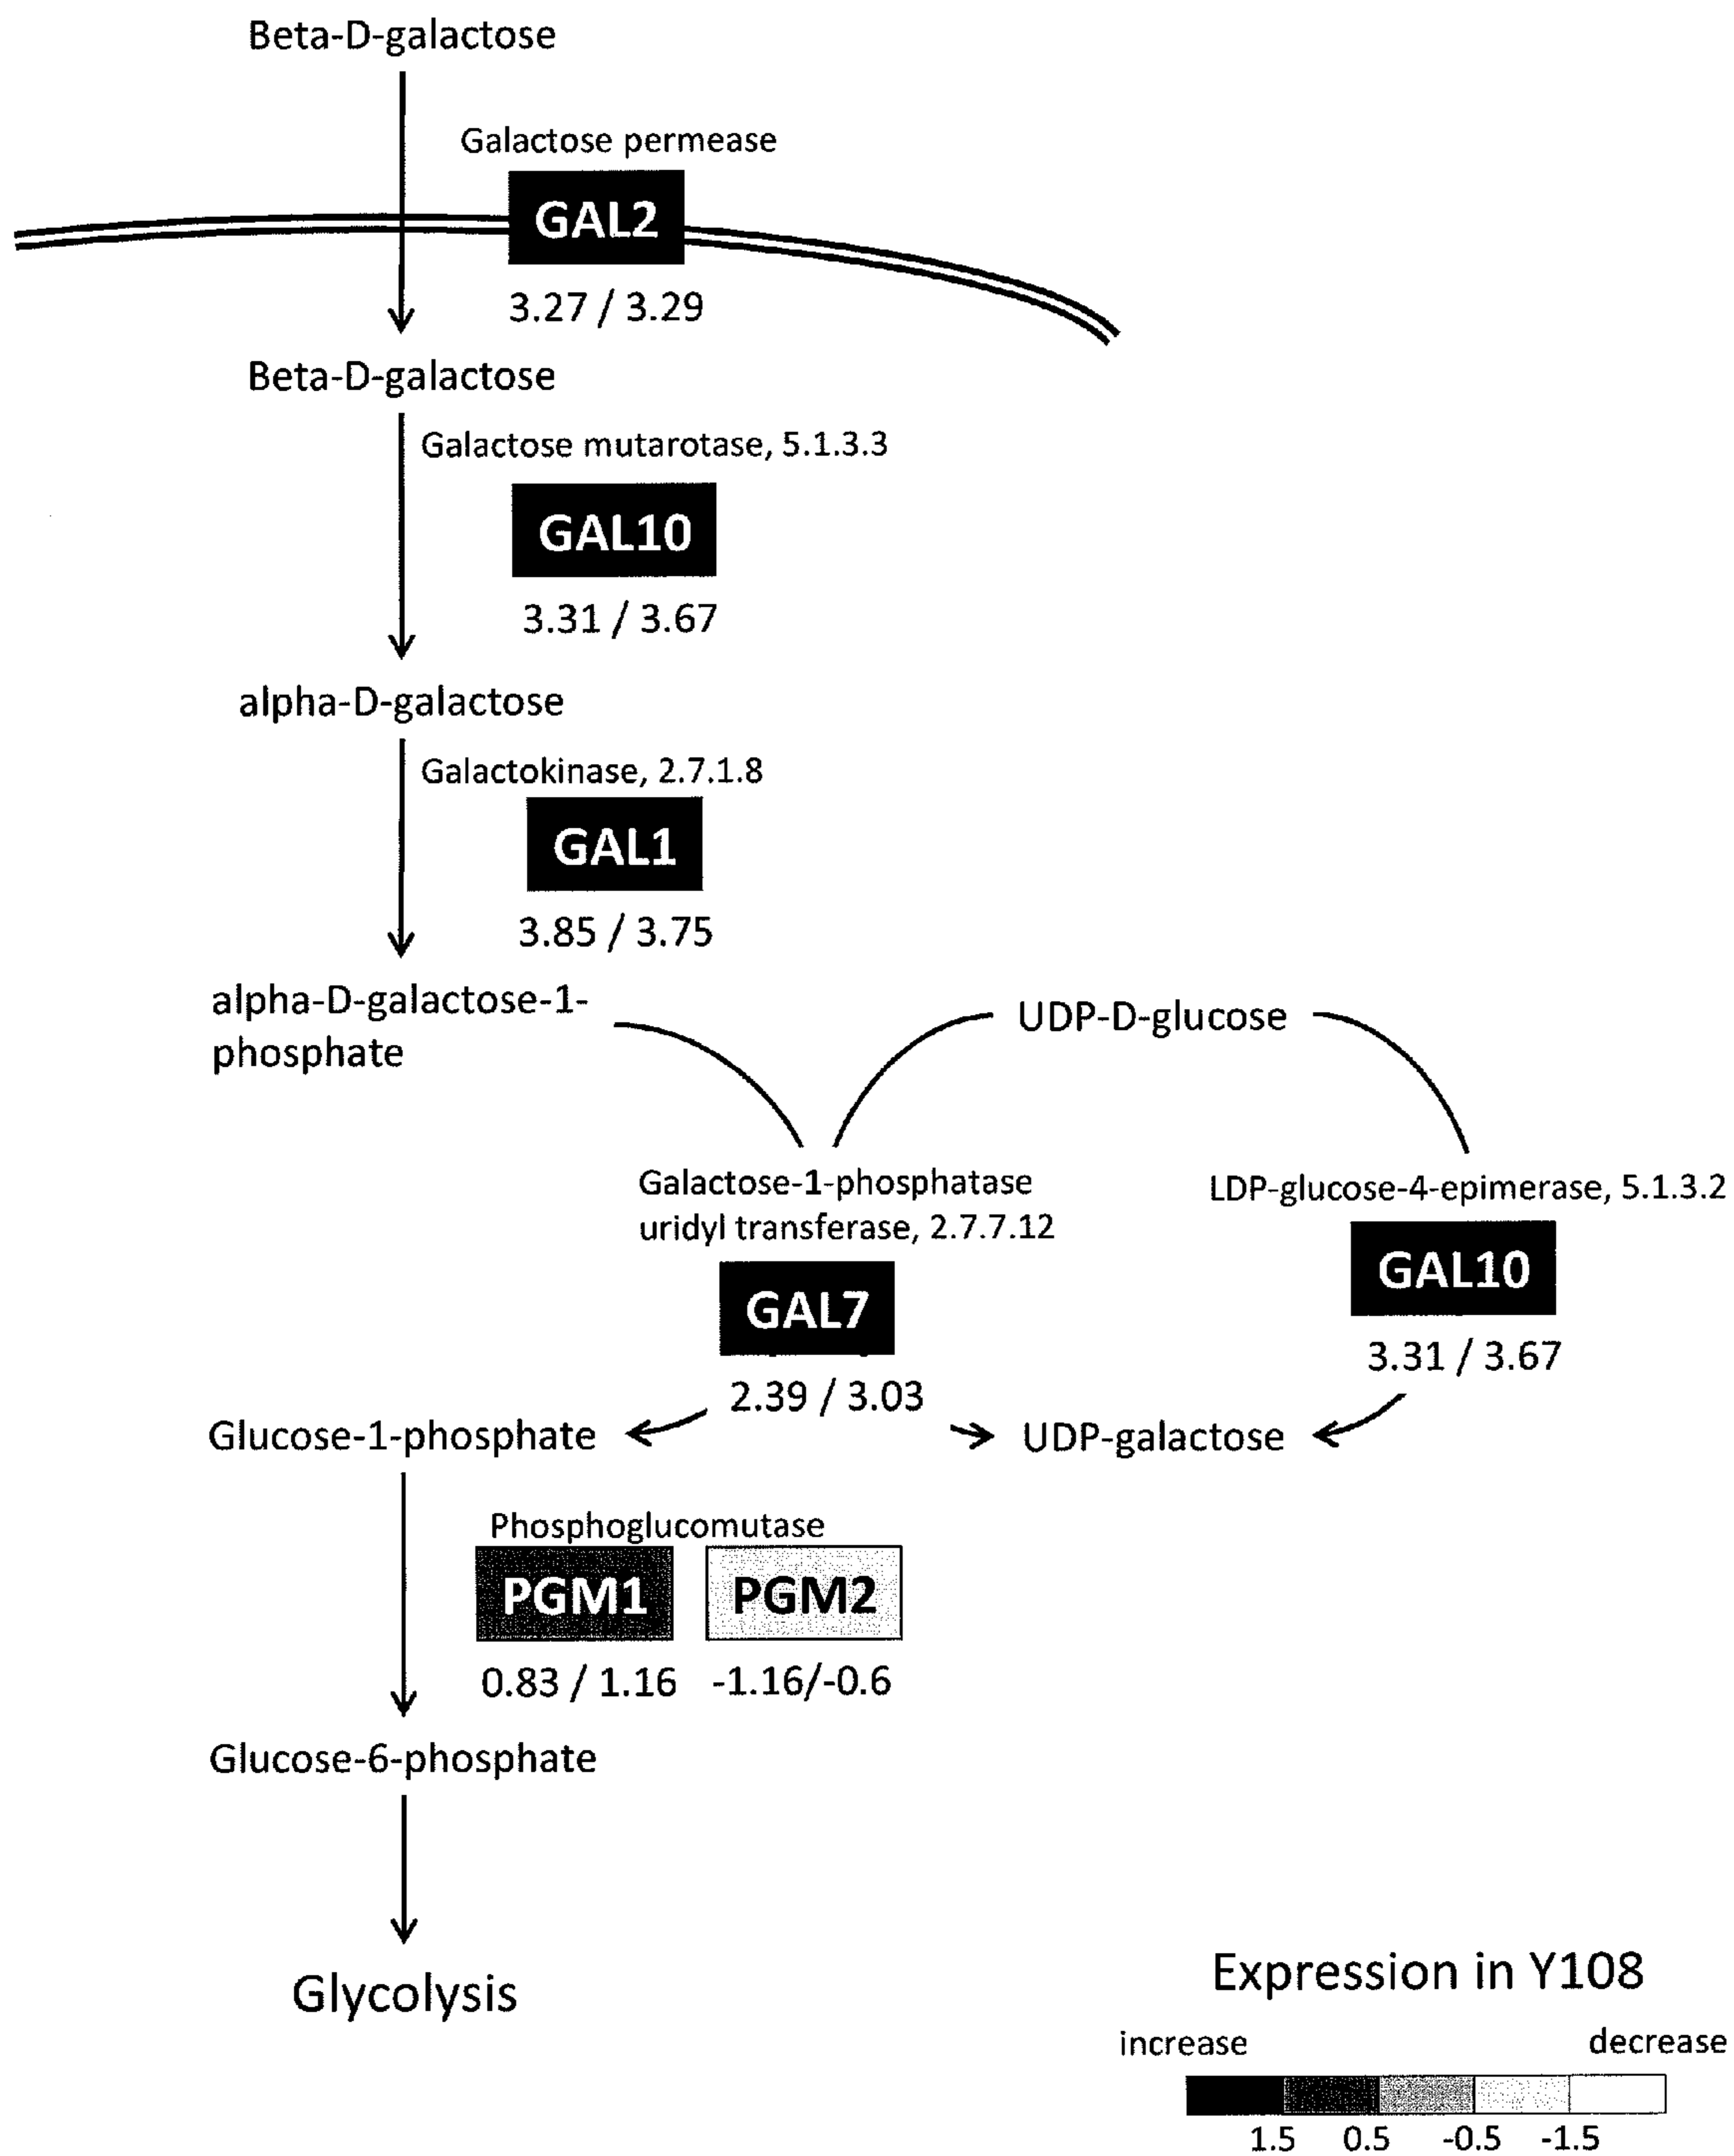 Beta-D-galactose
Galactose permease
GAL2
3.27 / 3.29
Beta-D-galactose
Galactose mutarotase, 5.1.3.3
GAL10
3.31 / 3.67
alpha-D-galactose
Galactokinase, 2.7.1.8
GAL1
3.85 / 3.75
alpha-D-galactose-1-
phosphate
UDP-D-glucose
Galactose-1-phosphatase
uridyl transferase, 2.7.7.12
GAL7
2.39 / 3.03
LDP-glucose-4-epimerase, 5.1.3.2
GAL10
3.31 / 3.67
Glucose-1-phosphate
UDP-galactose
Phosphoglucomutase
PGM1 PGM2
0.83 / 1.16 -1.16/-0.6
Glucose-6-phosphate
Glycolysis
Expression in Y108
increase decrease
1.5 0.5 -0.5 -1.5